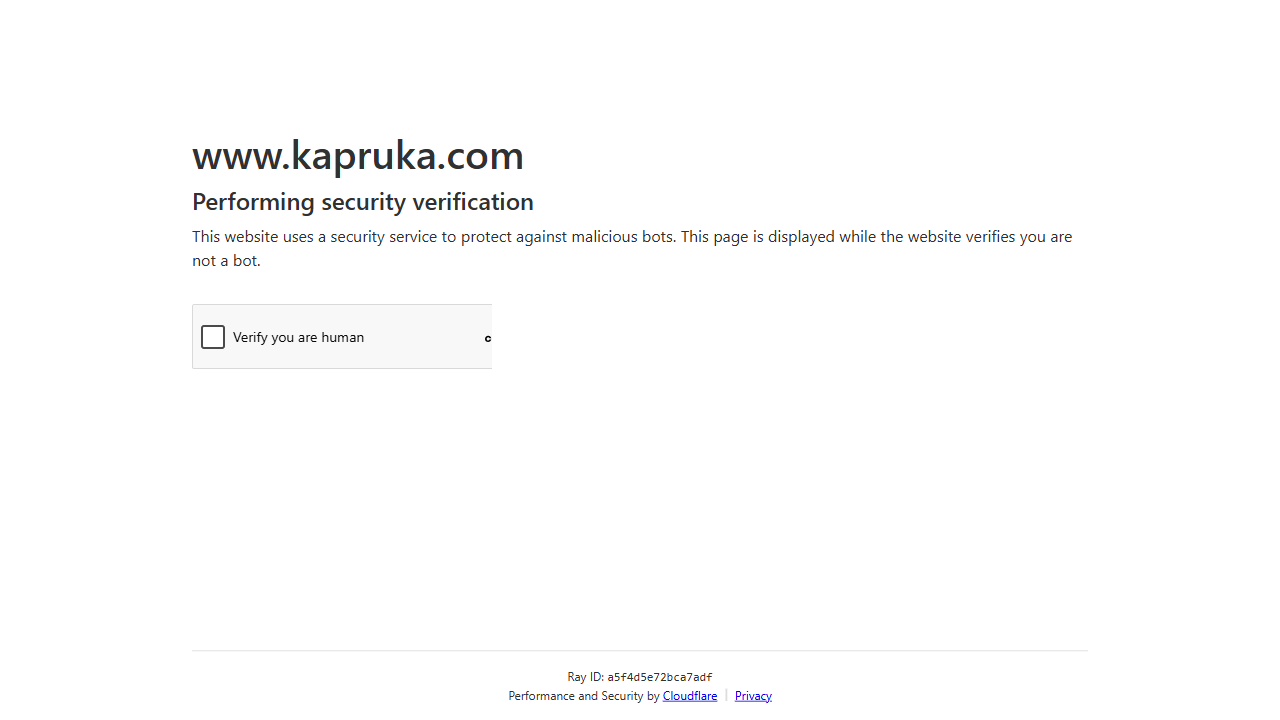 www.kapruka.com
Performing security verification
This website uses a security service to protect against malicious bots. This page is displayed while the website verifies you are
not a bot.
Verify you are human
Ray ID: a5f4d5e72bca7adf
Performance and Security by Cloudflare | Privacy